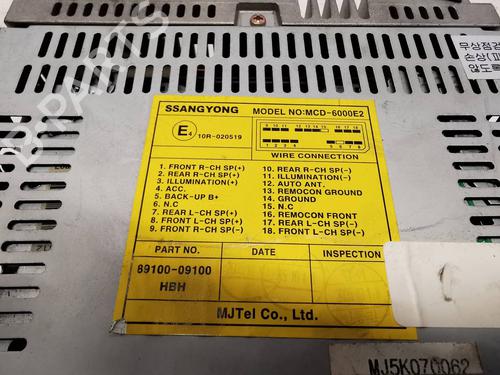 SSANGYONG MODEL NO:MCD-6000E2
E4 10R-020519
WIRE CONNECTION
1. FRONT R-CH SP(+)
2. REAR R-CH SP(+)
3. ILLUMINATION(+)
4. ACC.
5. BACK-UP B+
6. N.C
7. REAR L-CH SP(+)
8. FRONT L-CH SP(+)
9. FRONT R-CH SP(-)
10. REAR R-CH SP(-)
11. ILLUMINATION(-)
12. AUTO ANT.
13. REMOCON GROUND
14. GROUND
15. N.C
16. REMOCON FRONT
17. REAR L-CH SP(-)
18. FRONT L-CH SP(-)
PART NO. DATE INSPECTION
89100-09100
HBH
MJTel Co., Ltd.
무상점검
손상(파
않도록
MJ5K070062
B-PARTS